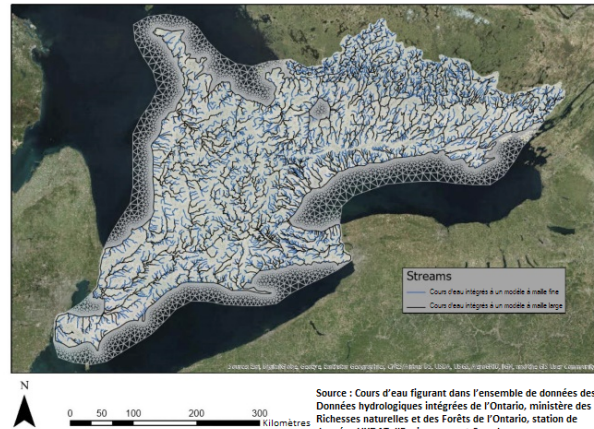 Streams
Cours d'eau intégrés à un modèle à maille fine
Cours d'eau intégrés à un modèle à maille large
N
0 50 100 200 300
Kilomètres
Source : Cours d'eau figurant dans l'ensemble de données des
Données hydrologiques intégrées de l'Ontario, ministère des
Richesses naturelles et des Forêts de l'Ontario, station de